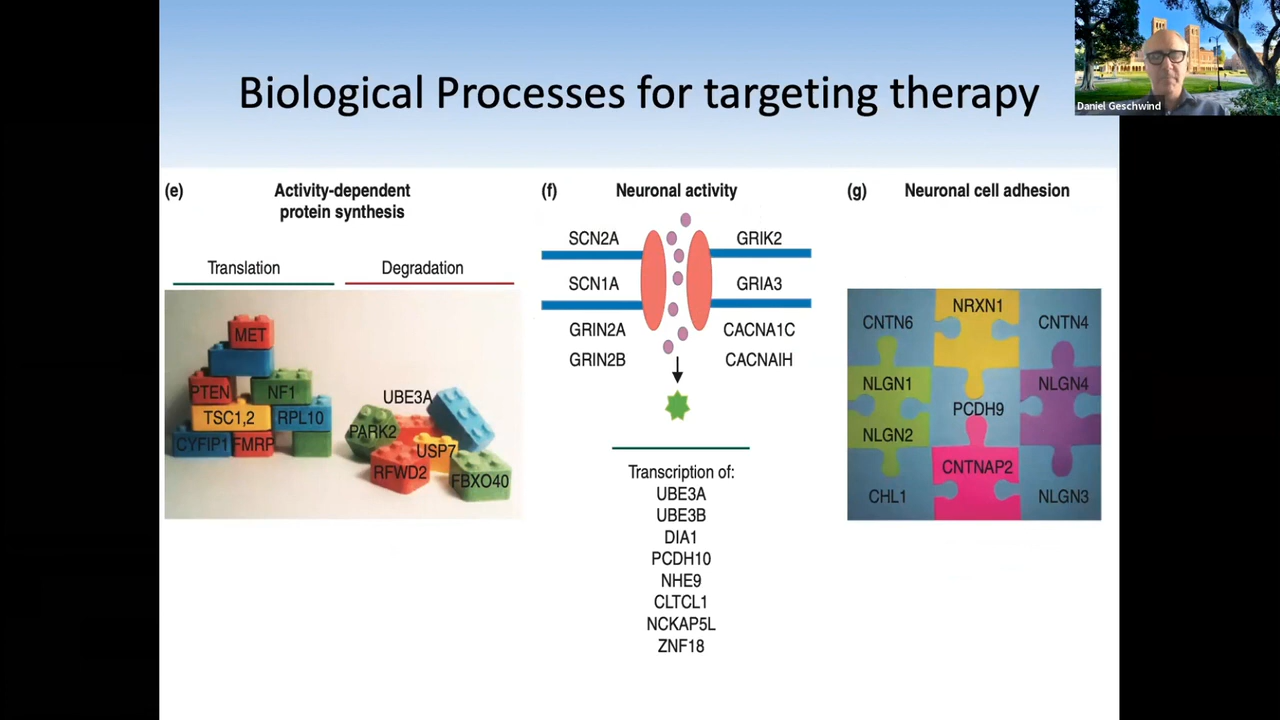 Biological Processes for targeting therapy
Daniel Geschwind
(e)
Activity-dependent
protein synthesis
Translation
Degradation
MET
PTEN
NF1
TSC1,2
RPL10
CYFIP1
FMRP
UBE3A
PARK2
USP7
RFWD2
FBXO40
(f)
Neuronal activity
SCN2A
GRIK2
SCN1A
GRIA3
GRIN2A
CACNA1C
GRIN2B
CACNAIH
Transcription of:
UBE3A
UBE3B
DIA1
PCDH10
NHE9
CLTCL1
NCKAP5L
ZNF18
(g)
Neuronal cell adhesion
CNTN6
NRXN1
CNTN4
NLGN1
NLGN4
PCDH9
NLGN2
CNTNAP2
CHL1
NLGN3